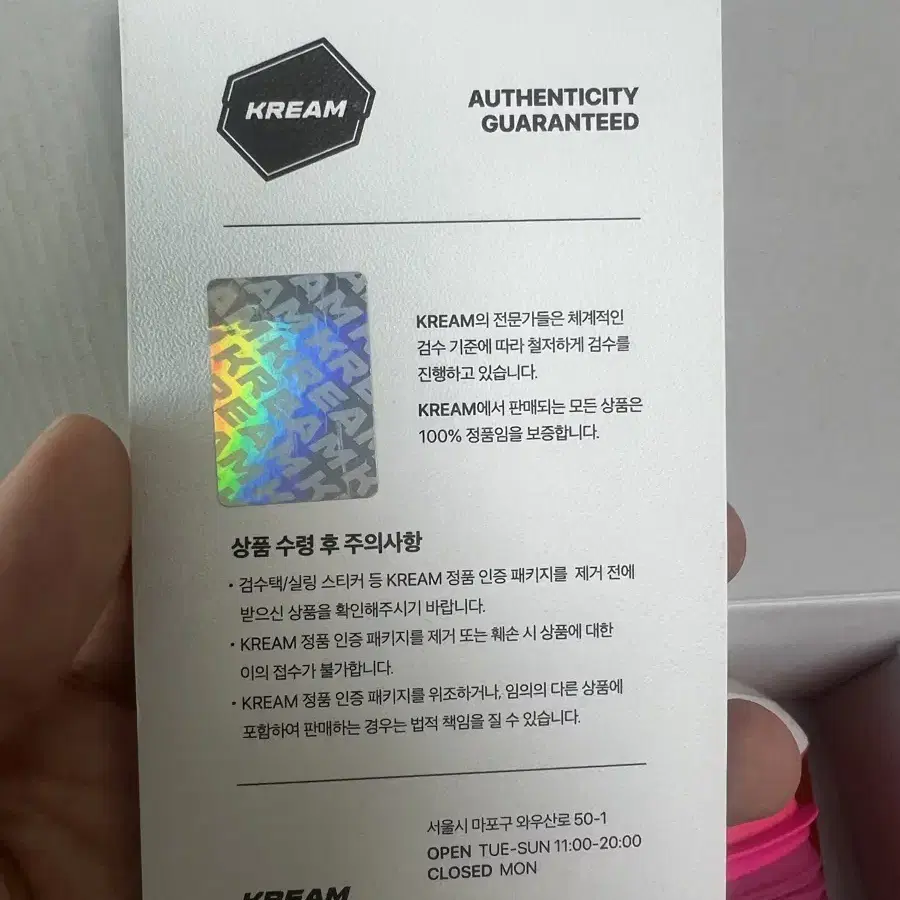 KREAM
AUTHENTICITY
GUARANTEED
KREAM의 전문가들은 체계적인
검수 기준에 따라 철저하게 검수를
진행하고 있습니다.
KREAM에서 판매되는 모든 상품은
100% 정품임을 보증합니다.
KREAM
상품 수령 후 주의사항
• 검수택/실링 스티커 등 KREAM 정품 인증 패키지를 제거 전에
받으신 상품을 확인해주시기 바랍니다.
• KREAM 정품 인증 패키지를 제거 또는 훼손 시 상품에 대한
이의 접수가 불가합니다.
• KREAM 정품 인증 패키지를 위조하거나, 임의의 다른 상품에
포함하여 판매하는 경우는 법적 책임을 질 수 있습니다.
서울시 마포구 와우산로 50-1
OPEN TUE-SUN 11:00-20:00
CLOSED MON
KREAM